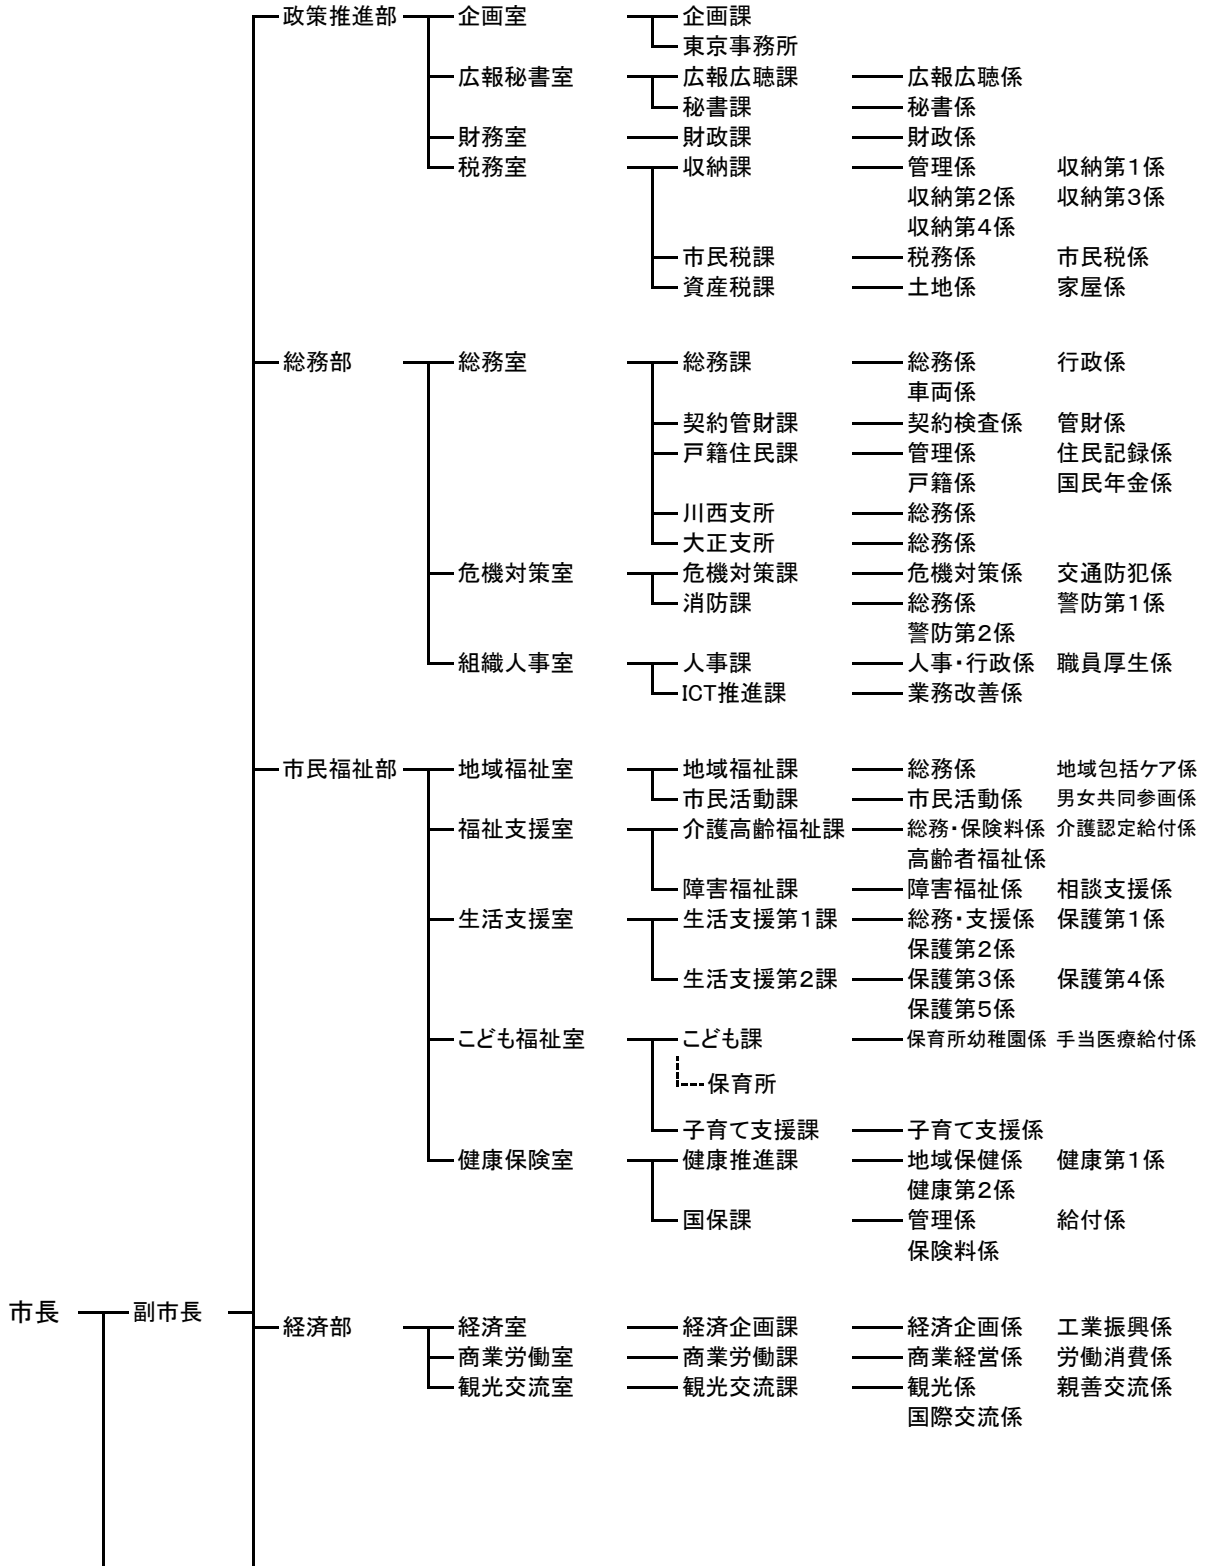 政策推進部 企画室 企画課
東京事務所
広報秘書室 広報広聴課 広報広聴係
秘書課 秘書係
財務室 財政課 財政係
税務室 収納課 管理係 収納第1係
収納第2係 収納第3係
収納第4係
市民税課 税務係 市民税係
資産税課 土地係 家屋係
総務部 総務室 総務課 総務係 行政係
車両係
契約管財課 契約検査係 管財係
戸籍住民課 管理係 住民記録係
戸籍係 国民年金係
川西支所 総務係
大正支所 総務係
危機対策室 危機対策課 危機対策係 交通防犯係
消防課 総務係 警防第1係
警防第2係
組織人事室 人事課 人事・行政係 職員厚生係
ICT推進課 業務改善係
市民福祉部 地域福祉室 地域福祉課 総務係 地域包括ケア係
市民活動課 市民活動係 男女共同参画係
福祉支援室 介護高齢福祉課 総務・保険料係 介護認定給付係
高齢者福祉係
障害福祉課 障害福祉係 相談支援係
生活支援室 生活支援第1課 総務・支援係 保護第1係
保護第2係
生活支援第2課 保護第3係 保護第4係
保護第5係
こども福祉室 こども課 保育所幼稚園係 手当医療給付係
保育所
子育て支援課 子育て支援係
健康保険室 健康推進課 地域保健係 健康第1係
健康第2係
国保課 管理係 給付係
保険料係
市長 副市長
経済部 経済室 経済企画課 経済企画係 工業振興係
商業労働室 商業労働課 商業経営係 労働消費係
観光交流室 観光交流課 観光係 親善交流係
国際交流係